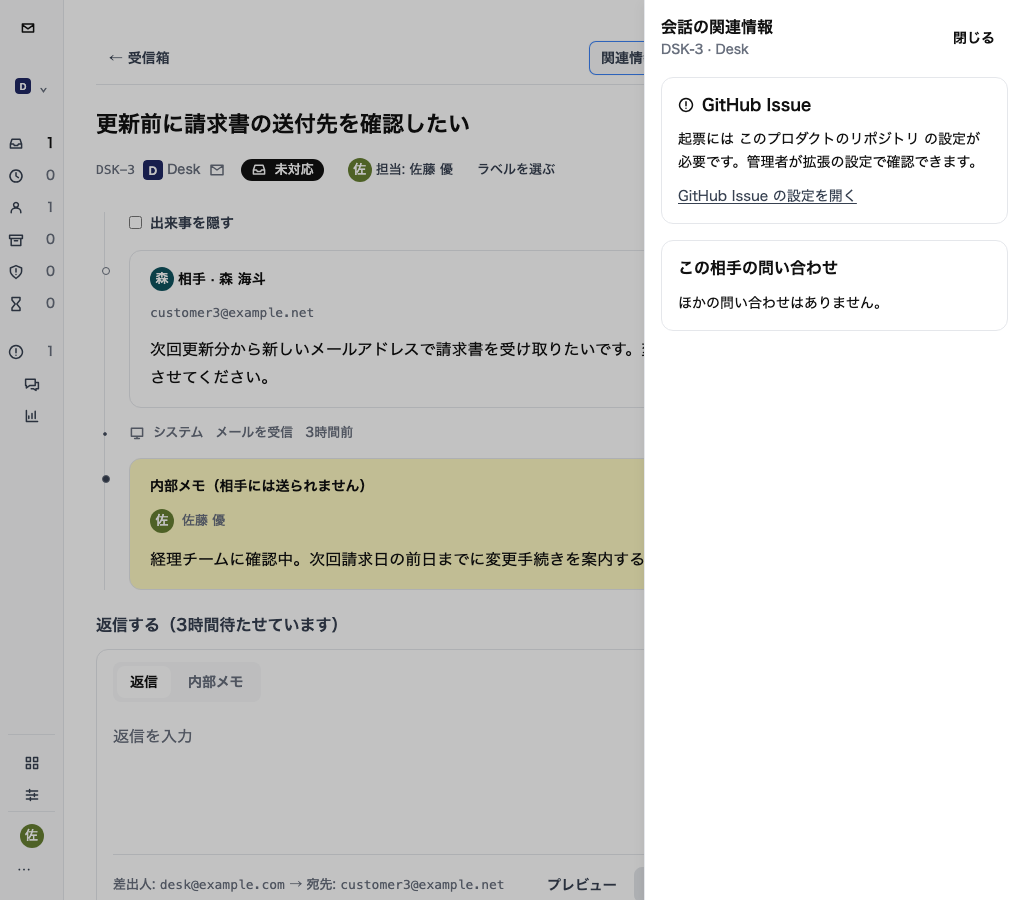 D
1
0
1
0
0
0
1
佐
…
← 受信箱
関連情
更新前に請求書の送付先を確認したい
DSK-3 D Desk 未対応 佐 担当: 佐藤 優 ラベルを選ぶ
出来事を隠す
森 相手 · 森 海斗
customer3@example.net
次回更新分から新しいメールアドレスで請求書を受け取りたいです。
させてください。
システム メールを受信 3時間前
内部メモ（相手には送られません）
佐 佐藤 優
経理チームに確認中。次回請求日の前日までに変更手続きを案内する
返信する（3時間待たせています）
返信 内部メモ
返信を入力
差出人: desk@example.com → 宛先: customer3@example.net プレビュー
会話の関連情報
DSK-3 · Desk
閉じる
GitHub Issue
起票には このプロダクトのリポジトリ の設定が
必要です。管理者が拡張の設定で確認できます。
GitHub Issue の設定を開く
この相手の問い合わせ
ほかの問い合わせはありません。